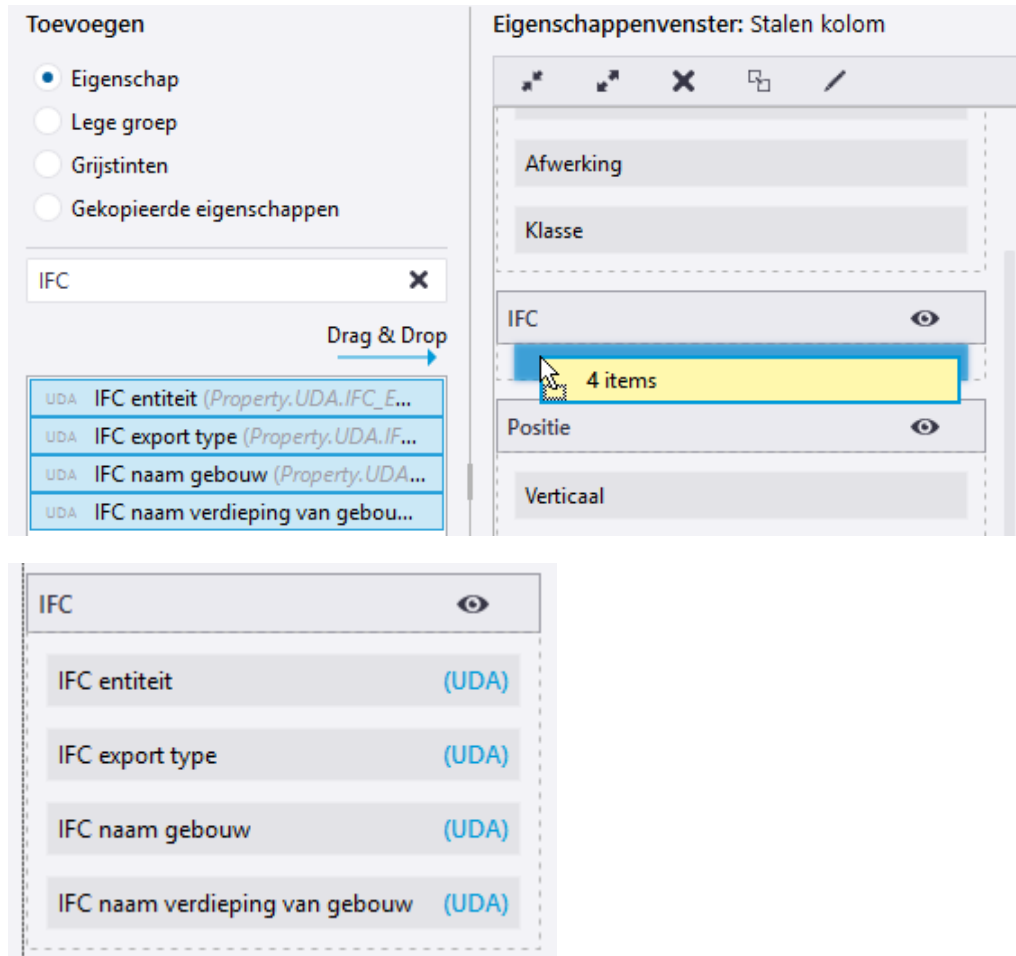 Toevoegen
Eigenschap
Lege groep
Grijstinten
Gekopieerde eigenschappen
IFC
Drag & Drop
UDA IFC entiteit (Property.UDA.IFC_E...
UDA IFC export type (Property.UDA.IF...
UDA IFC naam gebouw (Property.UDA...
UDA IFC naam verdieping van gebou...
Eigenschappenvenster: Stalen kolom
Afwerking
Klasse
IFC
4 items
Positie
Verticaal
IFC
IFC entiteit (UDA)
IFC export type (UDA)
IFC naam gebouw (UDA)
IFC naam verdieping van gebouw (UDA)